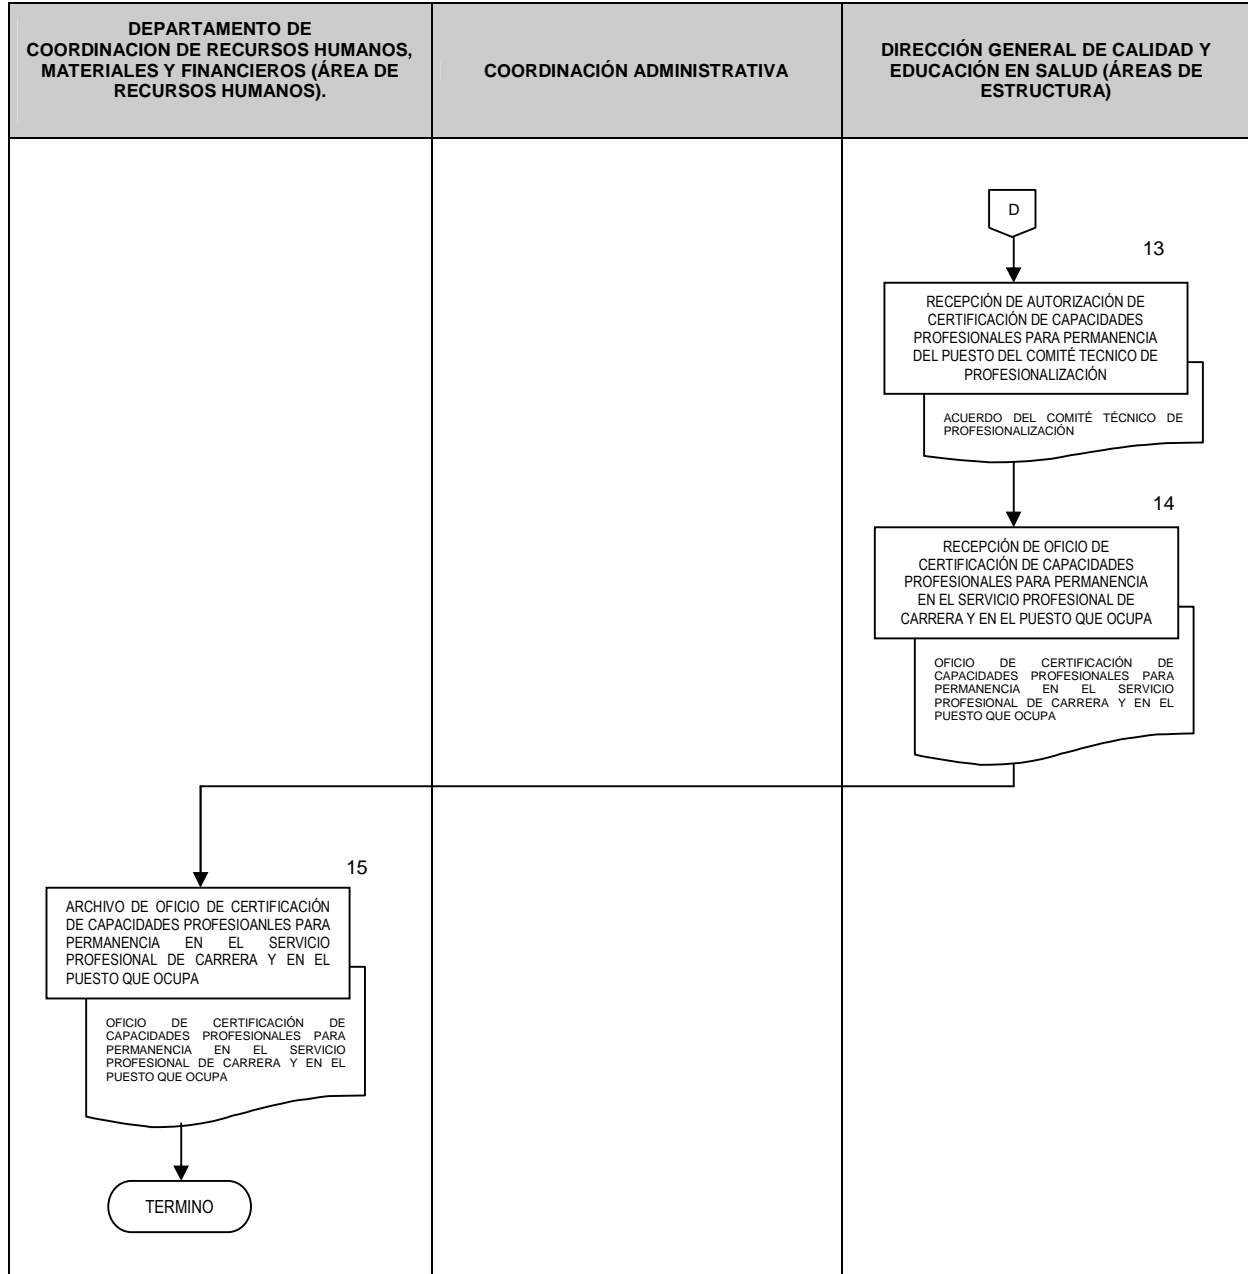 DEPARTAMENTO DE
COORDINACION DE RECURSOS HUMANOS,
MATERIALES Y FINANCIEROS (ÁREA DE
RECURSOS HUMANOS).
COORDINACIÓN ADMINISTRATIVA
DIRECCIÓN GENERAL DE CALIDAD Y
EDUCACIÓN EN SALUD (ÁREAS DE
ESTRUCTURA)
D
13
RECEPCIÓN DE AUTORIZACIÓN DE
CERTIFICACIÓN DE CAPACIDADES
PROFESIONALES PARA PERMANENCIA
DEL PUESTO DEL COMITÉ TECNICO DE
PROFESIONALIZACIÓN
ACUERDO DEL COMITÉ TÉCNICO DE
PROFESIONALIZACIÓN
14
RECEPCIÓN DE OFICIO DE
CERTIFICACIÓN DE CAPACIDADES
PROFESIONALES PARA PERMANENCIA
EN EL SERVICIO PROFESIONAL DE
CARRERA Y EN EL PUESTO QUE OCUPA
OFICIO DE CERTIFICACIÓN DE
CAPACIDADES PROFESIONALES PARA
PERMANENCIA EN EL SERVICIO
PROFESIONAL DE CARRERA Y EN EL
PUESTO QUE OCUPA
15
ARCHIVO DE OFICIO DE CERTIFICACIÓN
DE CAPACIDADES PROFESIOANLES PARA
PERMANENCIA EN EL SERVICIO
PROFESIONAL DE CARRERA Y EN EL
PUESTO QUE OCUPA
OFICIO DE CERTIFICACIÓN DE
CAPACIDADES PROFESIONALES PARA
PERMANENCIA EN EL SERVICIO
PROFESIONAL DE CARRERA Y EN EL
PUESTO QUE OCUPA
TERMINO